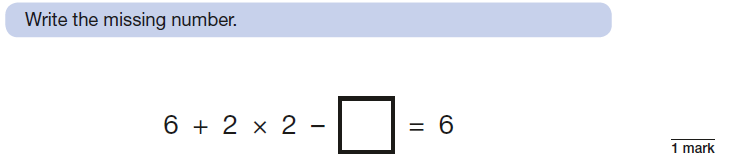 Write the missing number.
6 + 2 × 2 − = 6
1 mark